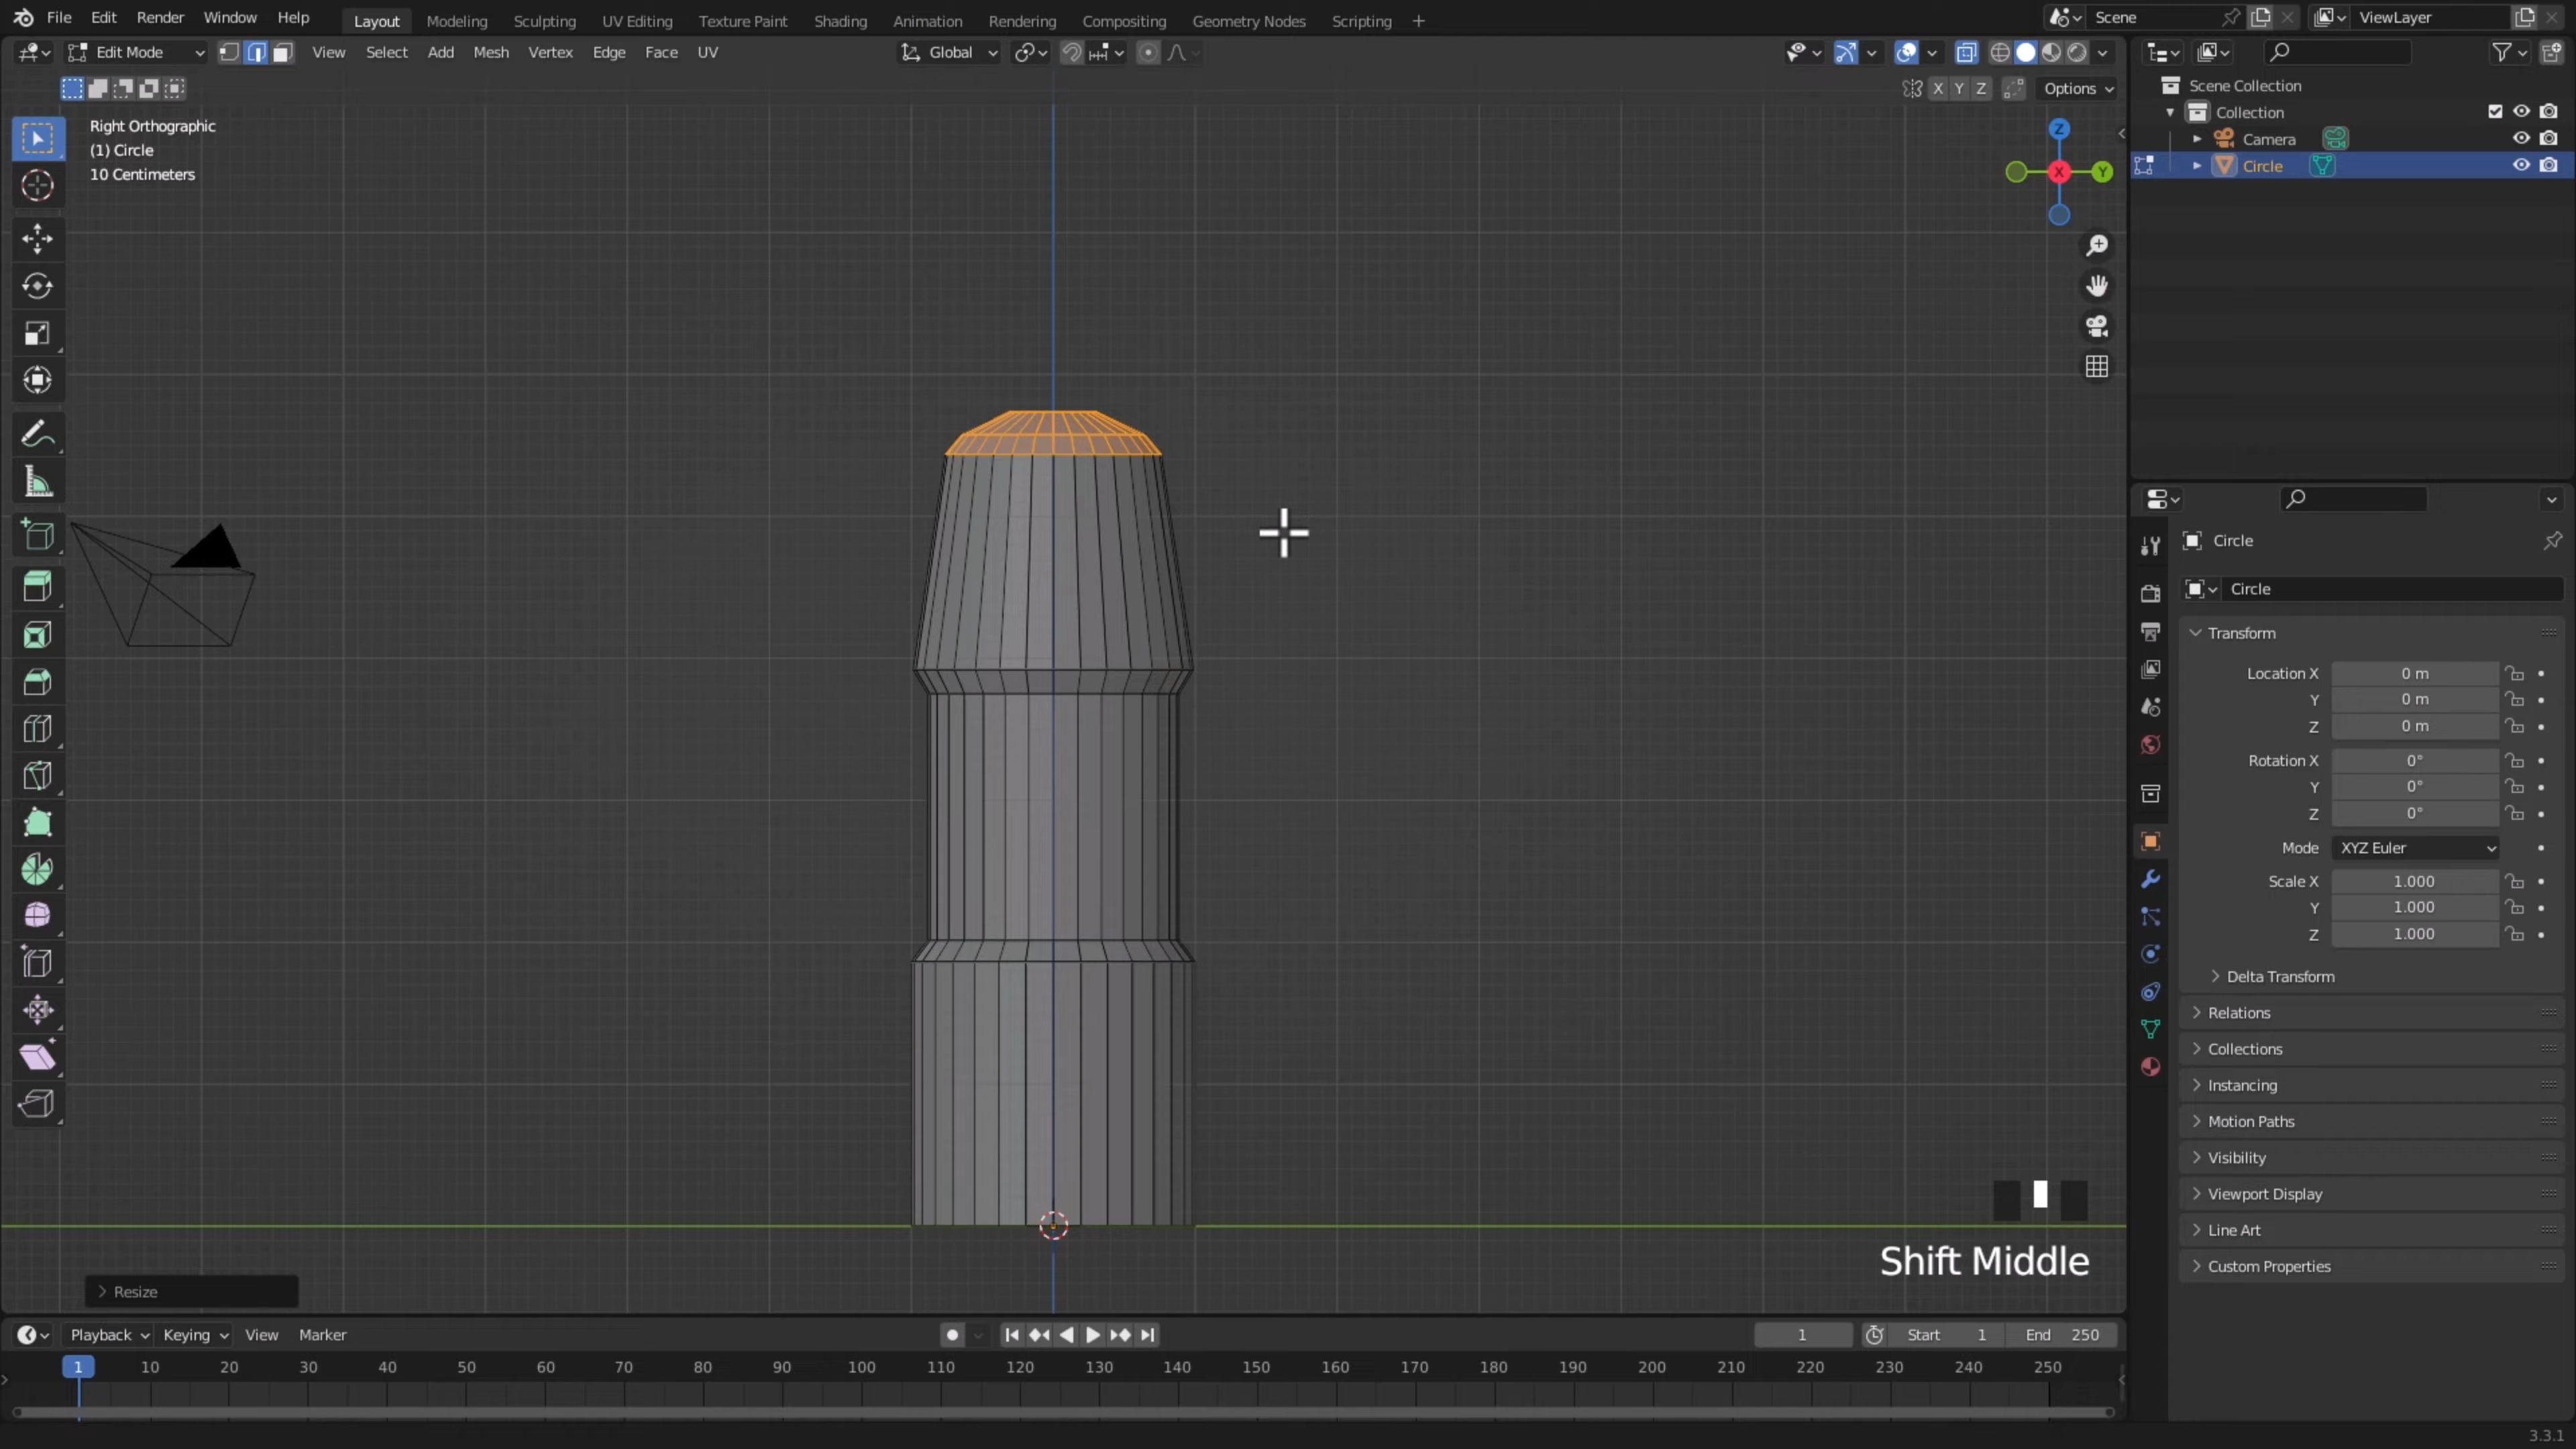 File Edit Render Window Help Layout Modeling Sculpting UV Editing Texture Paint Shading Animation Rendering Compositing Geometry Nodes Scripting + Scene ViewLayer
Edit Mode View Select Add Mesh Vertex Edge Face UV Global
X Y Z Options
Right Orthographic
(1) Circle
10 Centimeters
Z
X
Y
Scene Collection
Collection
Camera
Circle
Circle
Circle
Transform
Location X 0 m
Y 0 m
Z 0 m
Rotation X 0°
Y 0°
Z 0°
Mode XYZ Euler
Scale X 1.000
Y 1.000
Z 1.000
Delta Transform
Relations
Collections
Instancing
Motion Paths
Visibility
Viewport Display
Line Art
Custom Properties
Shift Middle
Resize
Playback Keying View Marker 1 Start 1 End 250
1 10 20 30 40 50 60 70 80 90 100 110 120 130 140 150 160 170 180 190 200 210 220 230 240 250
3.3.1